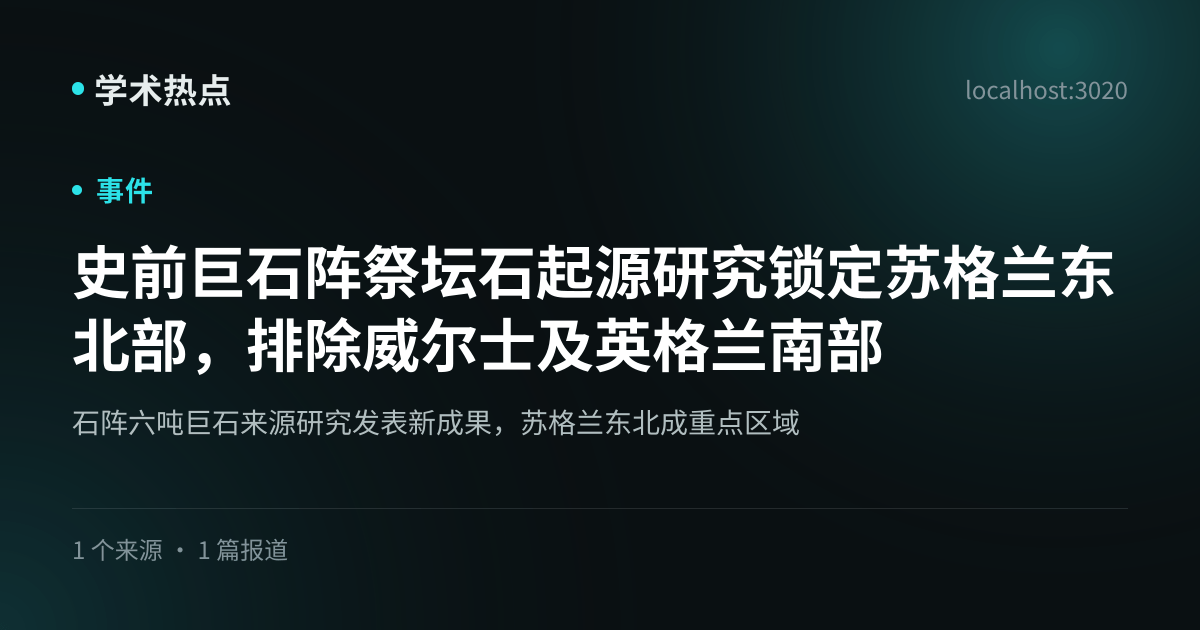 学术热点
localhost:3020
事件
史前巨石阵祭坛石起源研究锁定苏格兰东
北部，排除威尔士及英格兰南部
石阵六吨巨石来源研究发表新成果，苏格兰东北成重点区域
1 个来源 · 1 篇报道